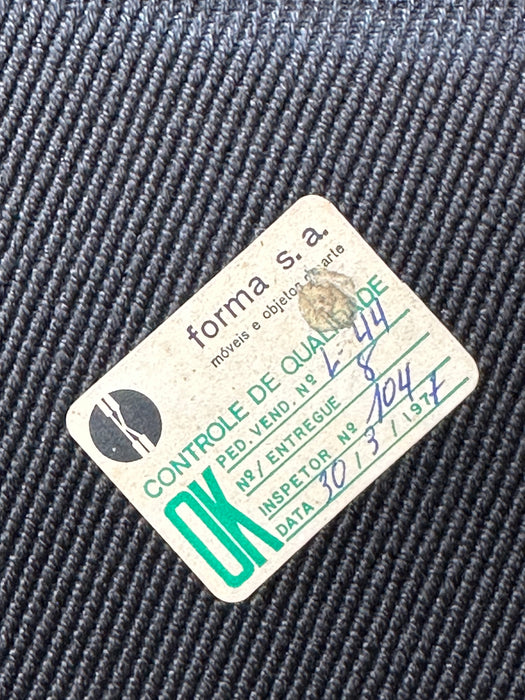 forma s. a.
móveis e objetos de arte
CONTROLE DE QUALIDADE
OK
PED. VEND. Nº L-44
Nº/ENTREGUE 8
INSPETOR Nº 104
DATA 30/3/1977